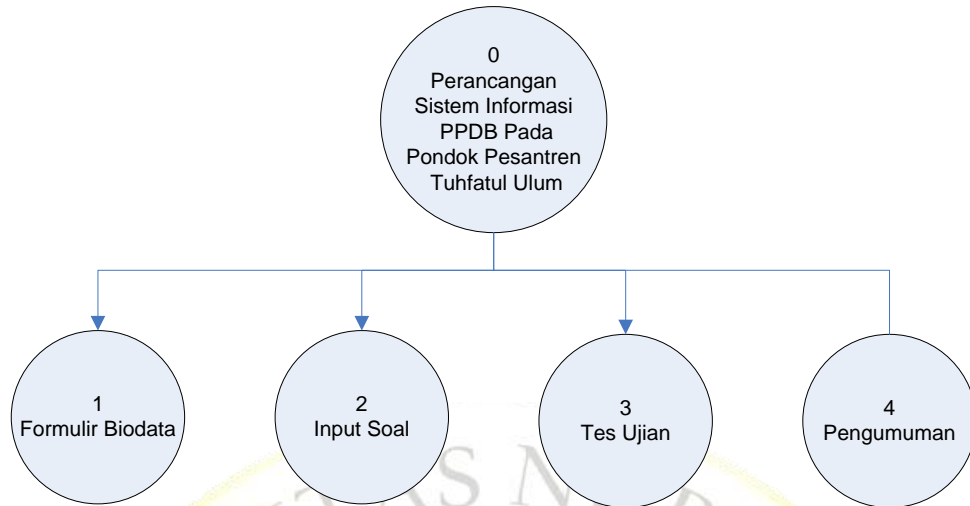 0
Perancangan
Sistem Informasi
PPDB Pada
Pondok Pesantren
Tuhfatul Ulum
1
Formulir Biodata
2
Input Soal
3
Tes Ujian
4
Pengumuman